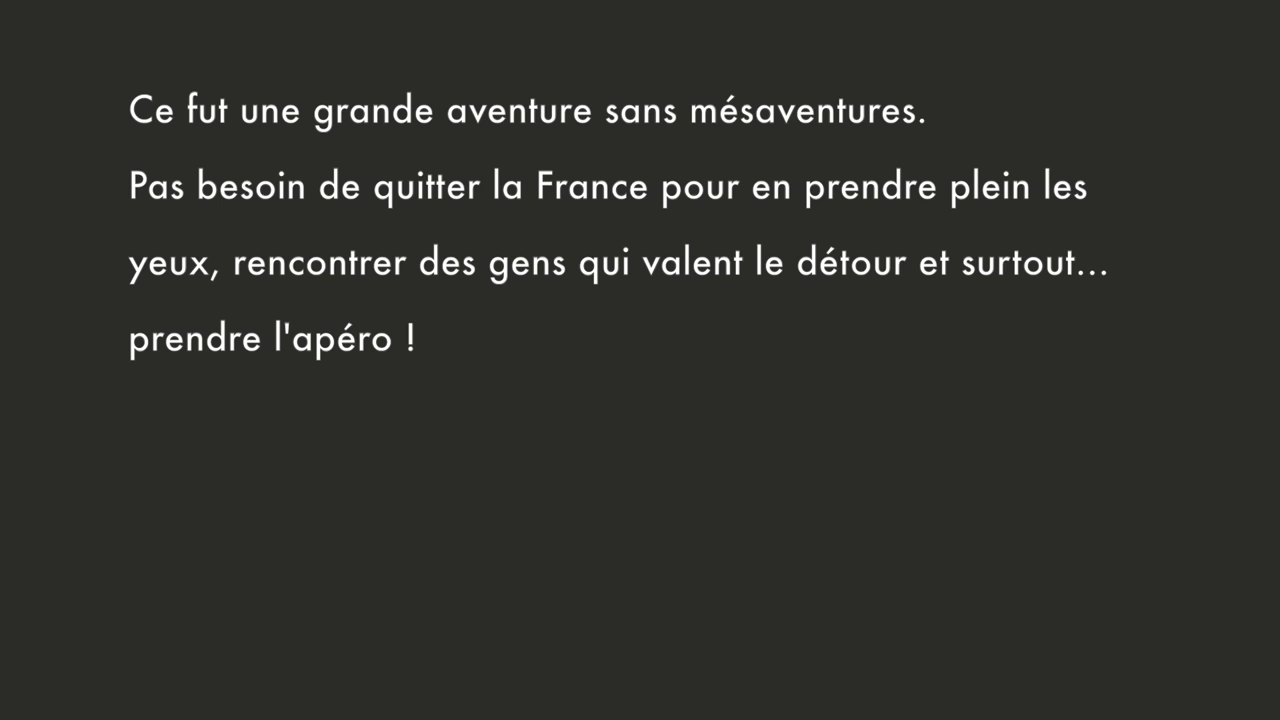 Ce fut une grande aventure sans mésaventures.
Pas besoin de quitter la France pour en prendre plein les
yeux, rencontrer des gens qui valent le détour et surtout...
prendre l'apéro !